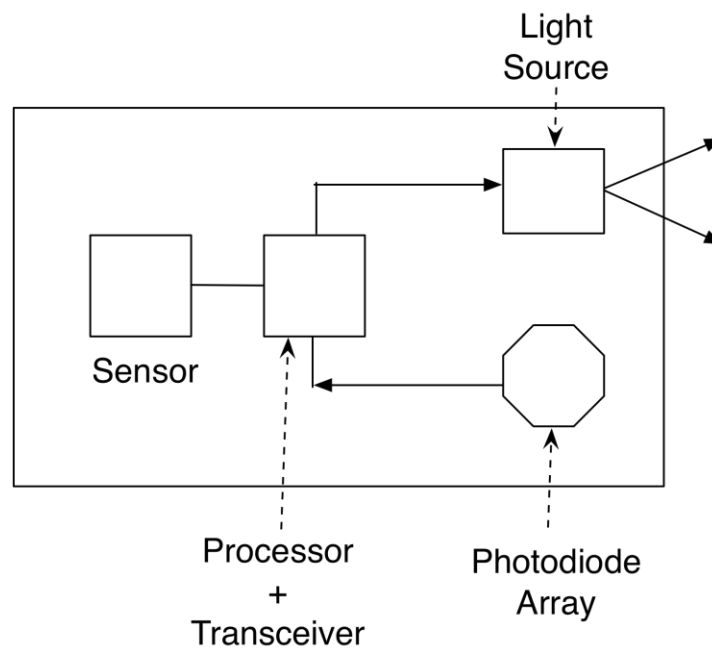 Light
Source
Sensor
Processor
+
Transceiver
Photodiode
Array